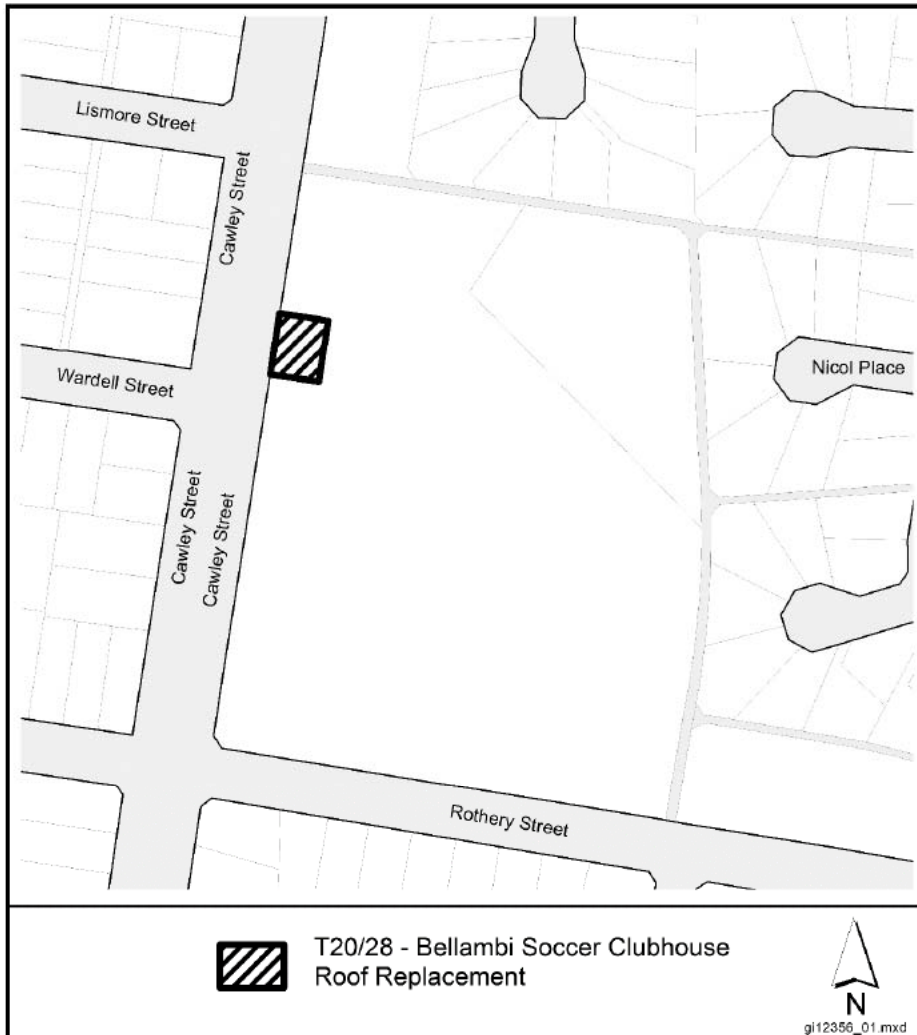 Lismore Street
Cawley Street
Wardell Street
Nicol Place
Cawley Street
Cawley Street
Rothery Street
T20/28 - Bellambi Soccer Clubhouse
Roof Replacement
N
gi12356_01.mxd